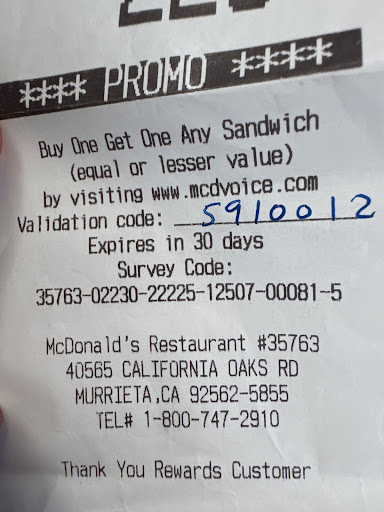 **** PROMO ****
Buy One Get One Any Sandwich
(equal or lesser value)
by visiting www.mcdvoice.com
Validation code: 5910012
Expires in 30 days
Survey Code:
35763-02230-22225-12507-00081-5
McDonald's Restaurant #35763
40565 CALIFORNIA OAKS RD
MURRIETA,CA 92562-5855
TEL# 1-800-747-2910
Thank You Rewards Customer